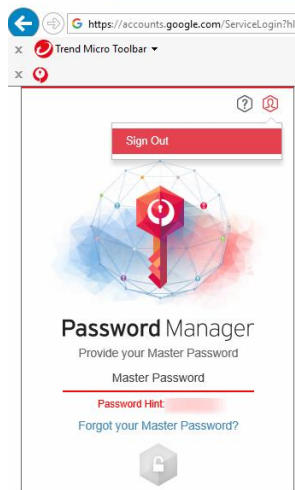 https://accounts.google.com/ServiceLogin?hl
x Trend Micro Toolbar
x
Sign Out
Password Manager
Provide your Master Password
Master Password
Password Hint:
Forgot your Master Password?